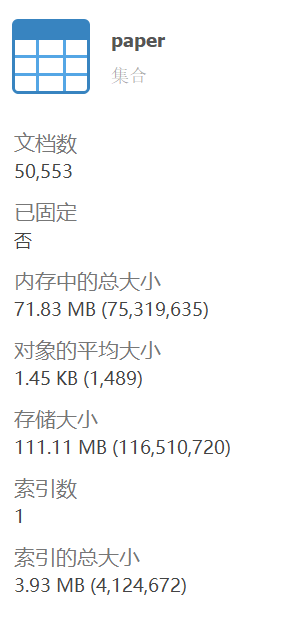 paper
集合
文档数
50,553
已固定
否
内存中的总大小
71.83 MB (75,319,635)
对象的平均大小
1.45 KB (1,489)
存储大小
111.11 MB (116,510,720)
索引数
1
索引的总大小
3.93 MB (4,124,672)